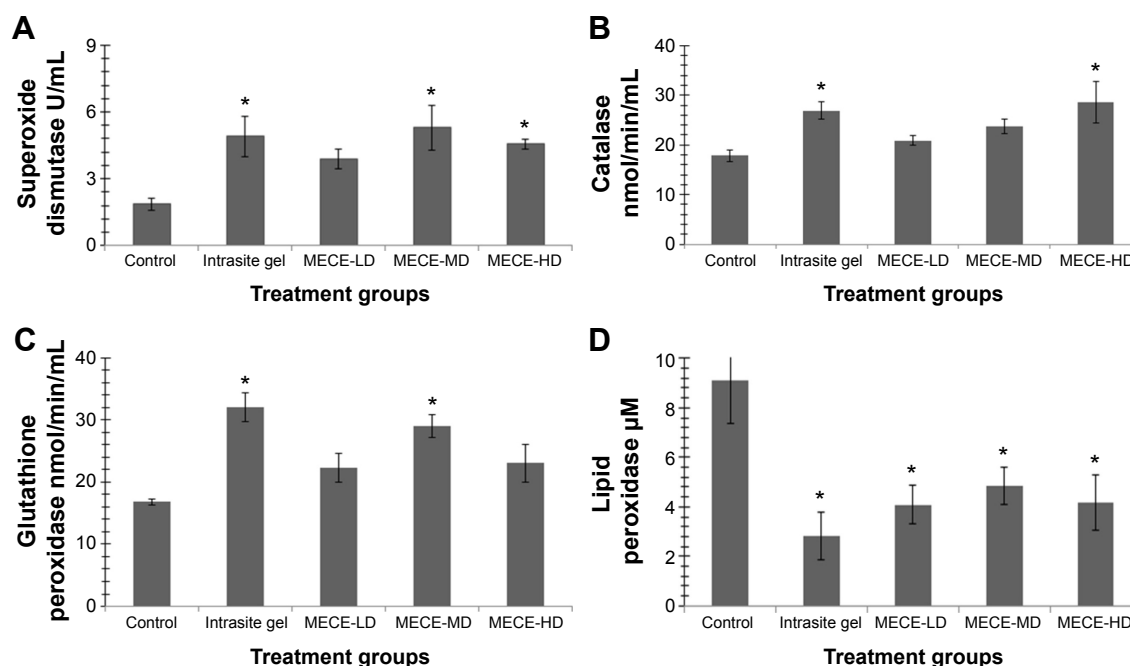 A
Superoxide
dismutase U/mL
9
6
3
0
*
*
*
Control Intrasite gel MECE-LD MECE-MD MECE-HD
Treatment groups
B
Catalase
nmol/min/mL
40
30
20
10
0
*
*
Control Intrasite gel MECE-LD MECE-MD MECE-HD
Treatment groups
C
Glutathione
peroxidase nmol/min/mL
40
30
20
10
0
*
*
Control Intrasite gel MECE-LD MECE-MD MECE-HD
Treatment groups
D
Lipid
peroxidase µM
10
8
6
4
2
0
*
*
*
*
Control Intrasite gel MECE-LD MECE-MD MECE-HD
Treatment groups